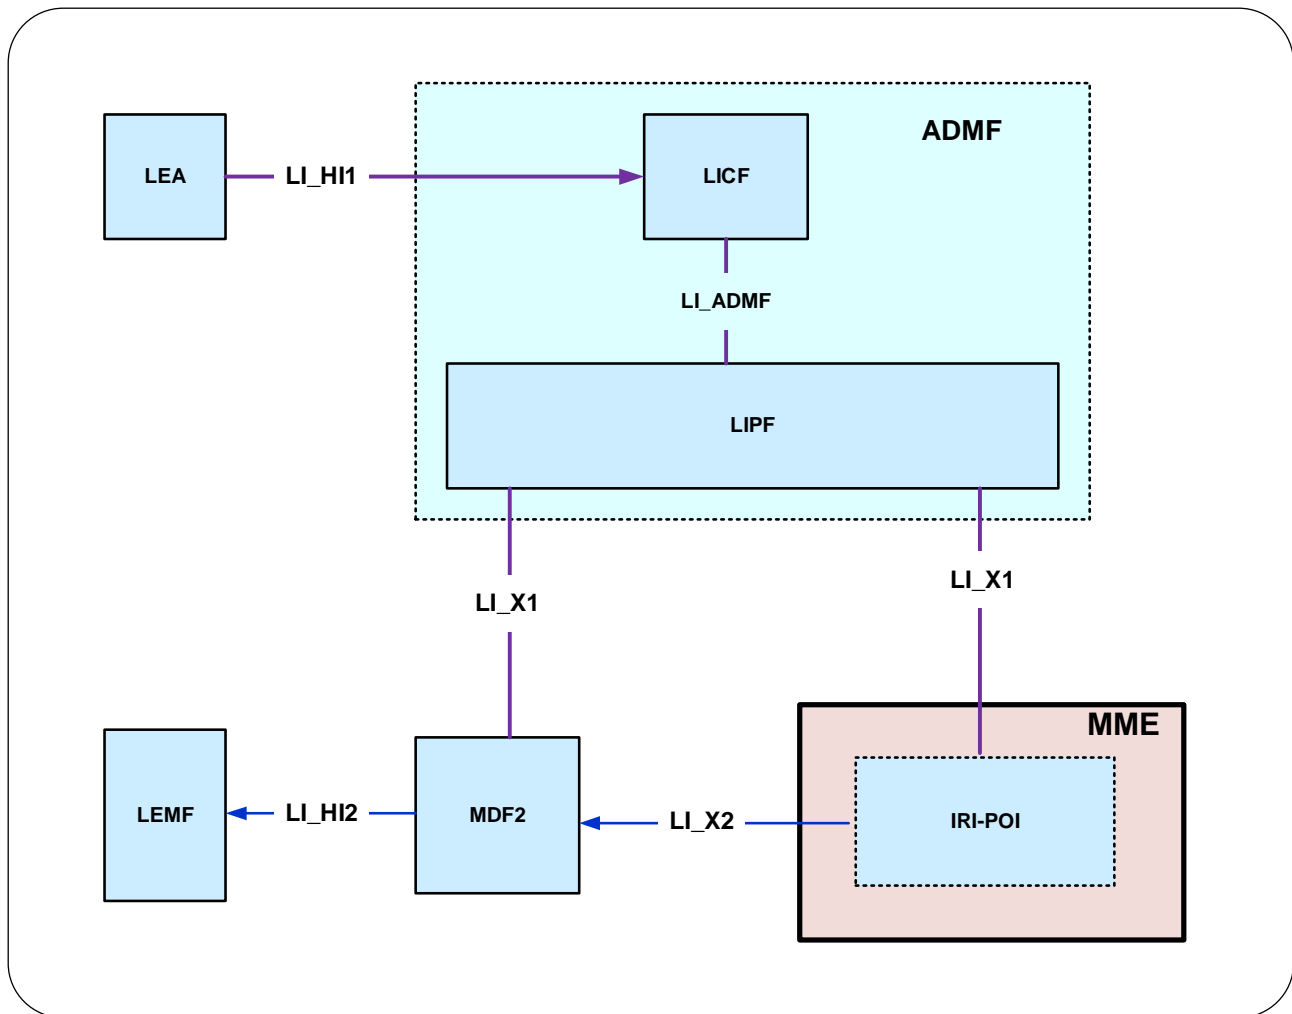 ADMF
LEA
LI_HI1
LICF
LI_ADMF
LIPF
LI_X1
LI_X1
MME
LEMF
LI_HI2
MDF2
LI_X2
IRI-POI